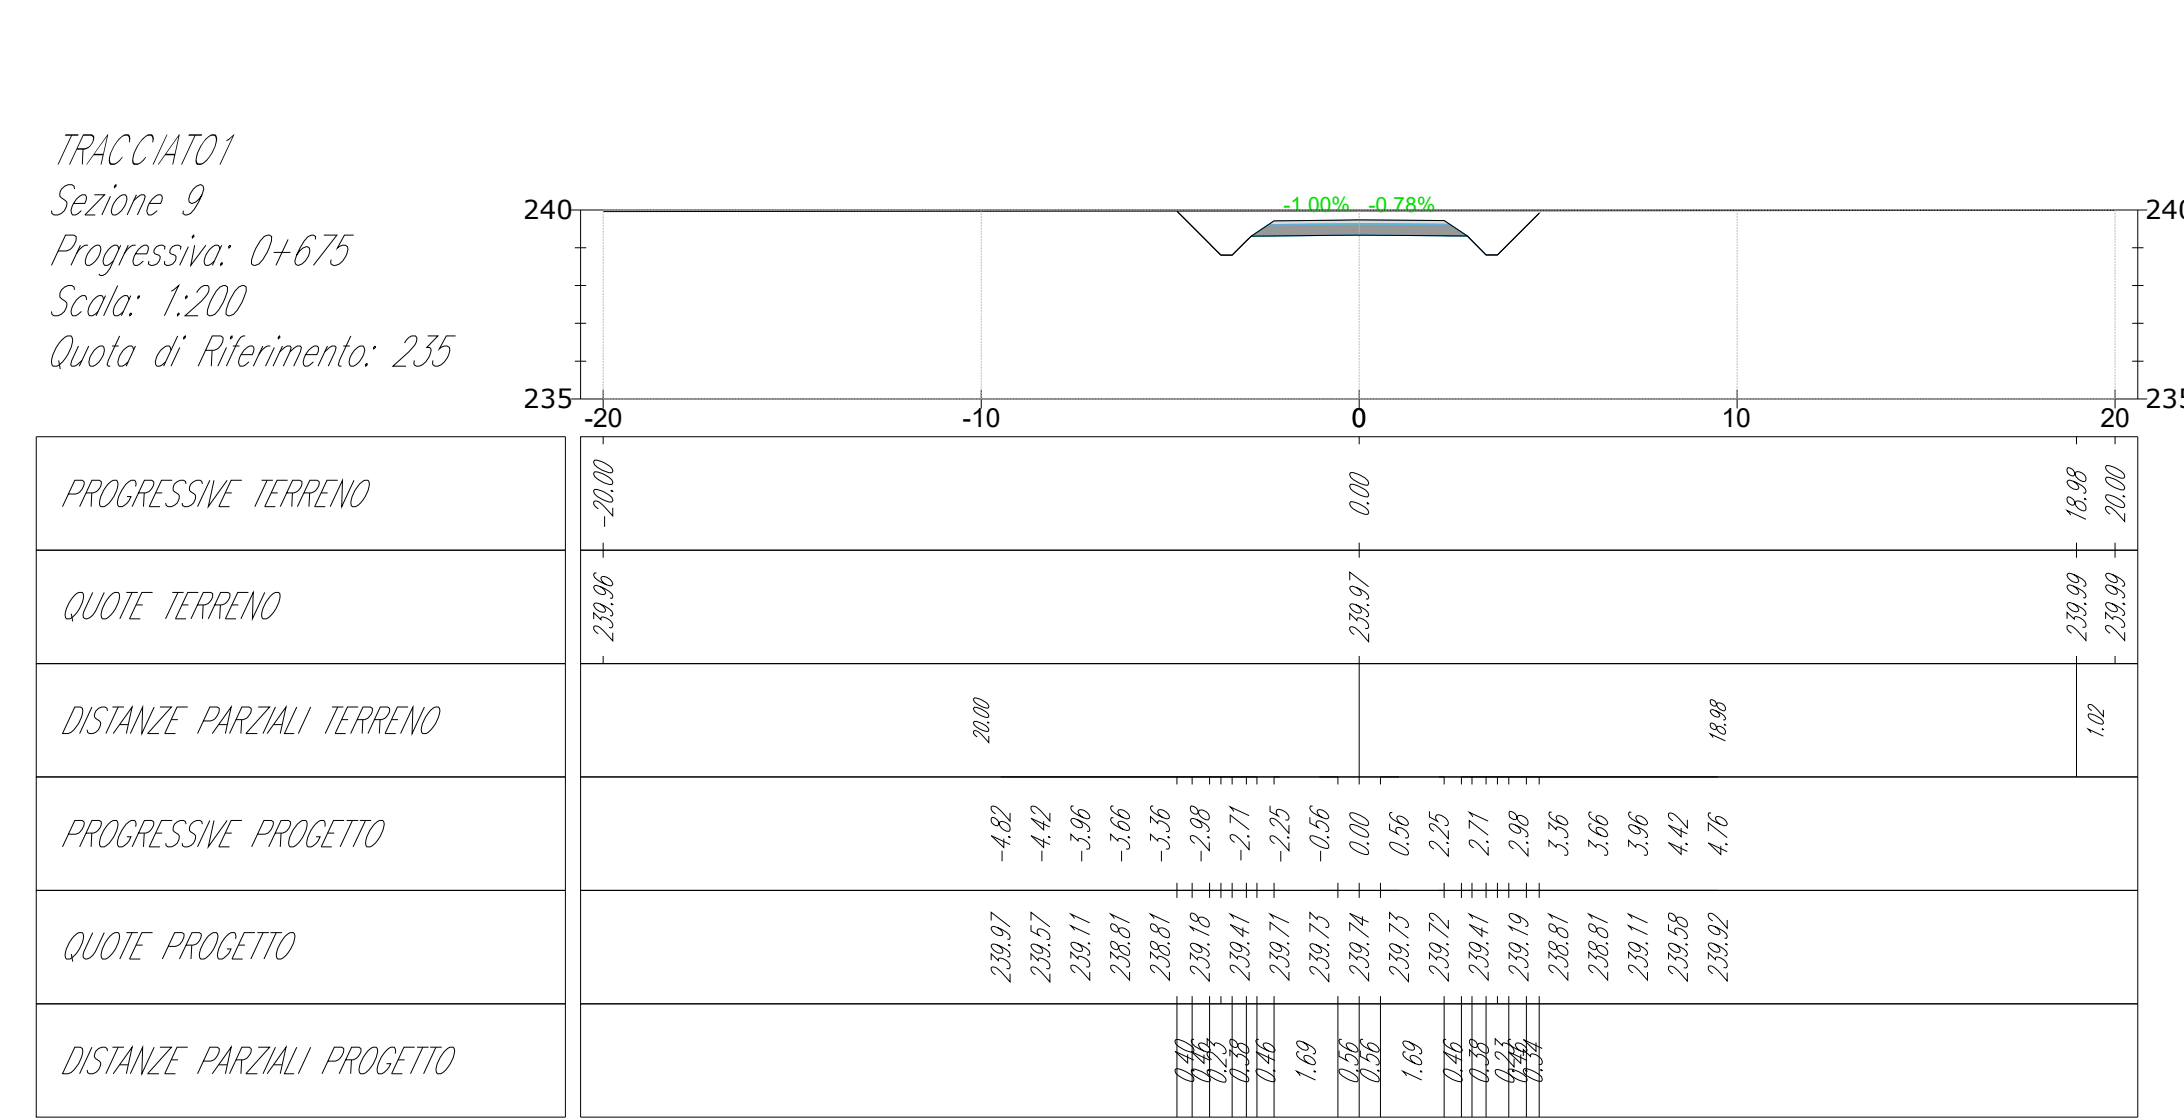 TRACCIATO1
Sezione 9
Progressiva: 0+675
Scala: 1:200
Quota di Riferimento: 235
-1.00% -0.78%
240 240
235 235
-20 -10 0 10 20
PROGRESSIVE TERRENO -20.00 0.00 18.98 20.00
QUOTE TERRENO 239.96 239.97 239.99 239.99
DISTANZE PARZIALI TERRENO 20.00 18.98 1.02
PROGRESSIVE PROGETTO -4.82 -4.42 -3.96 -3.66 -3.36 -2.98 -2.71 -2.25 -0.56 0.00 0.56 2.25 2.71 2.98 3.36 3.66 3.96 4.42 4.76
QUOTE PROGETTO 239.97 239.57 239.11 238.81 238.81 239.18 239.41 239.71 239.73 239.74 239.73 239.72 239.41 239.19 238.81 238.81 239.11 239.58 239.92
DISTANZE PARZIALI PROGETTO 0.40 0.46 0.23 0.38 0.46 1.69 0.56 0.56 1.69 0.46 0.38 0.23 0.34